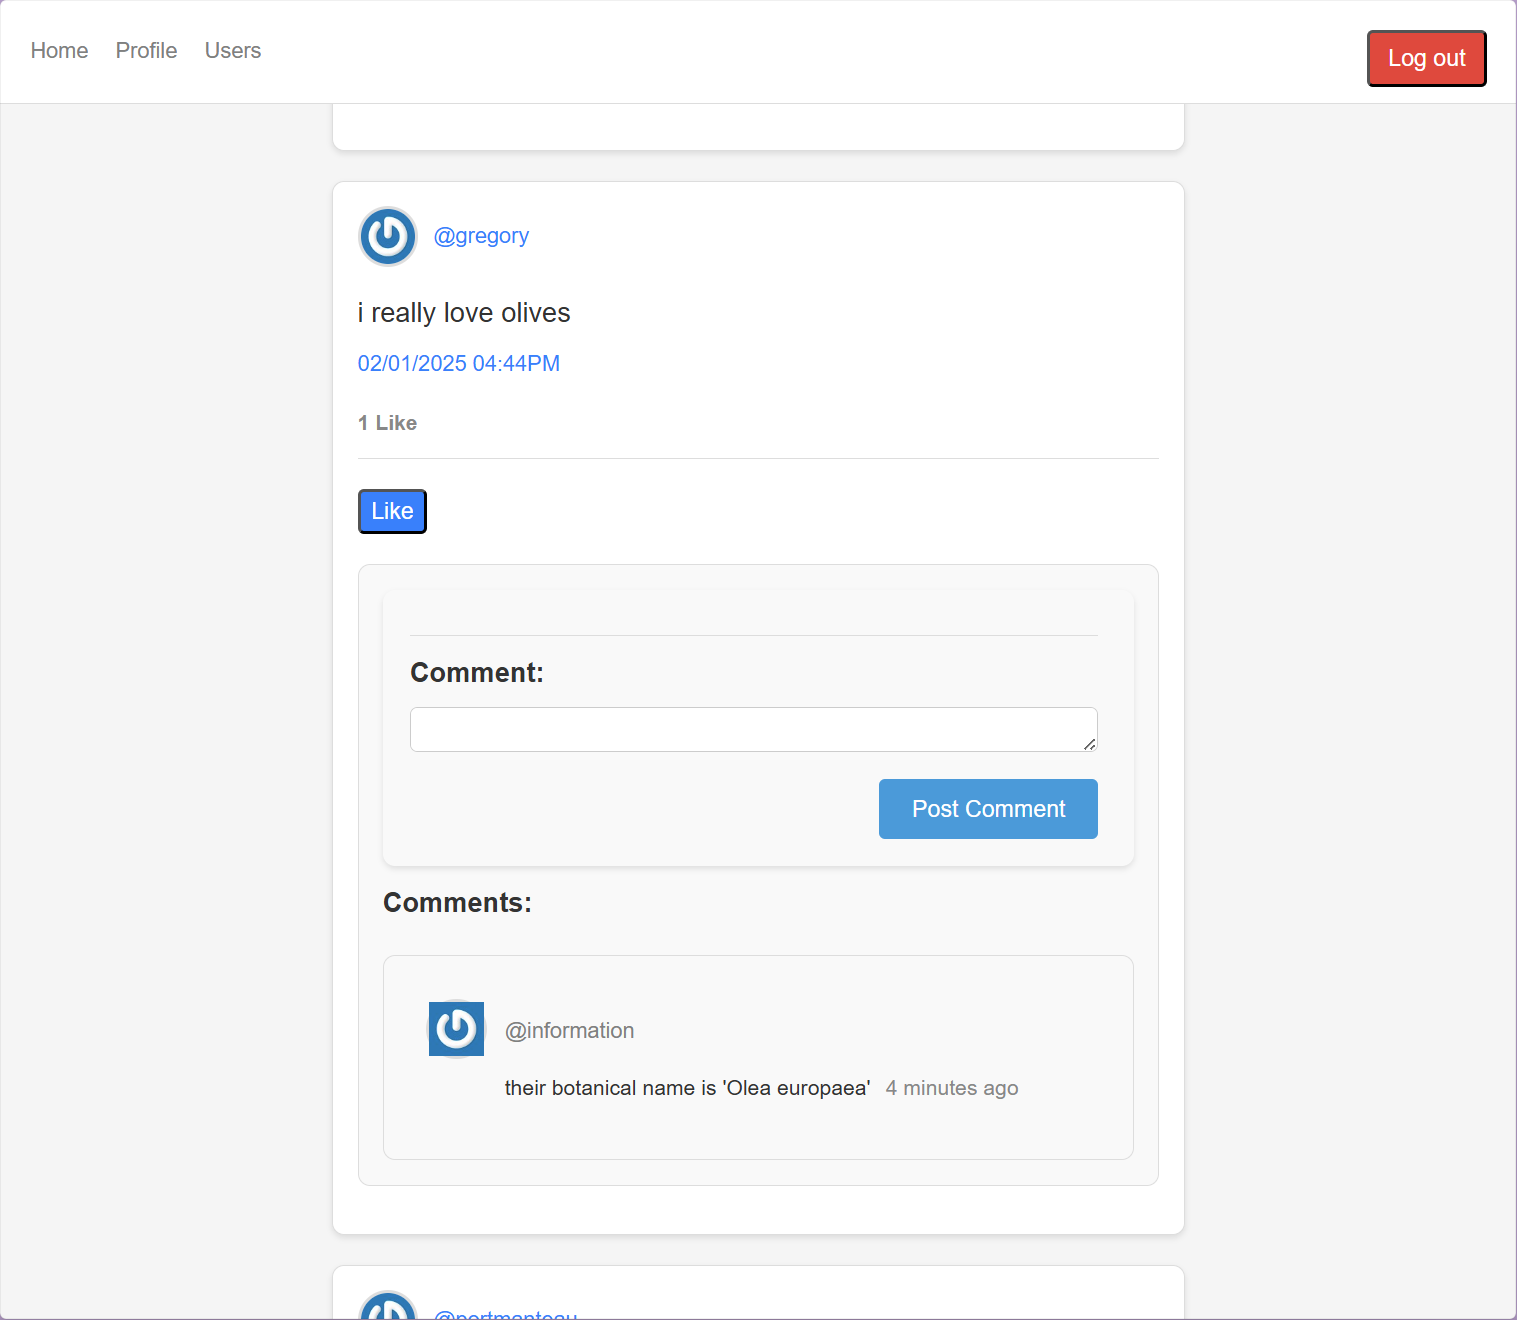 Home Profile Users Log out
@gregory
i really love olives
02/01/2025 04:44PM
1 Like
Like
Comment:
Post Comment
Comments:
@information
their botanical name is 'Olea europaea' 4 minutes ago
@portmanteau